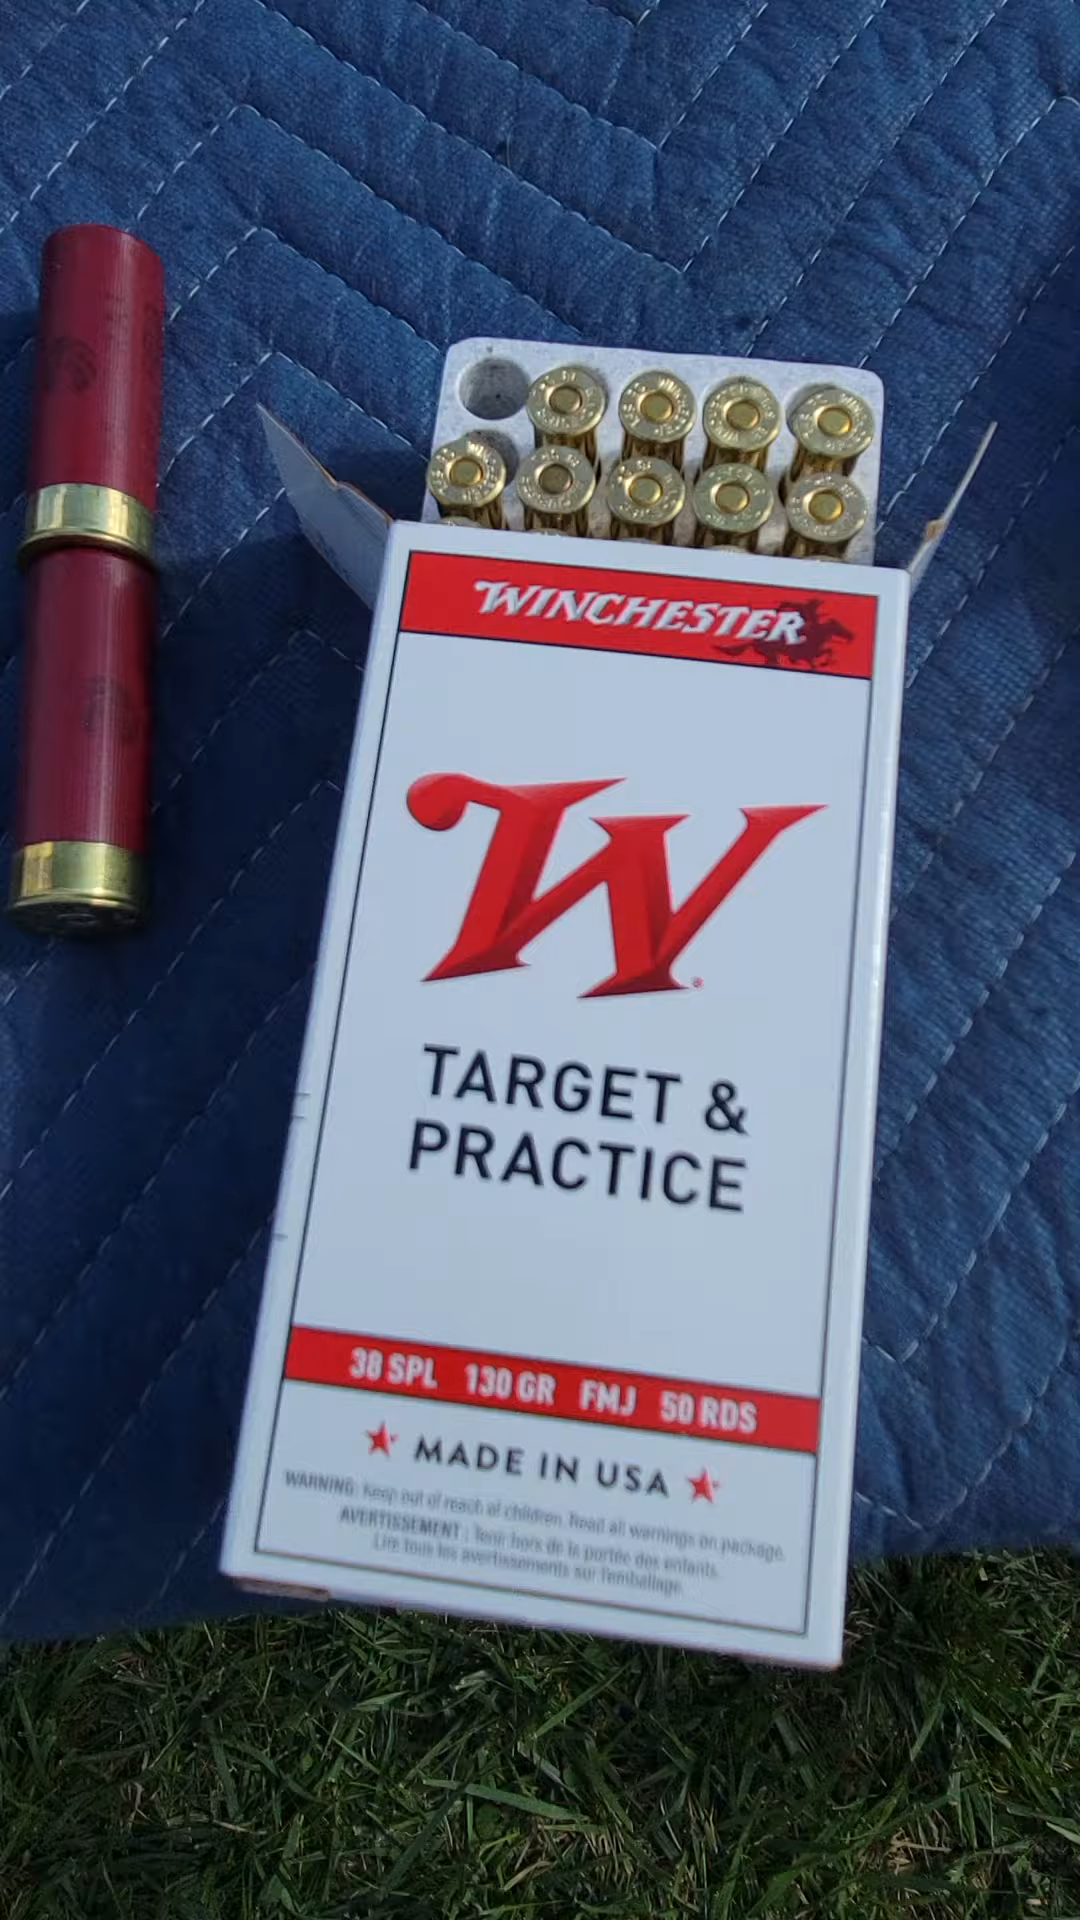 WINCHESTER
W
TARGET &
PRACTICE
38 SPL 130 GR FMJ 50 RDS
MADE IN USA
WARNING: Keep out of reach of children. Read all warnings on package.
AVERTISSEMENT : Tenir hors de la portée des enfants.
Lire tous les avertissements sur l'emballage.